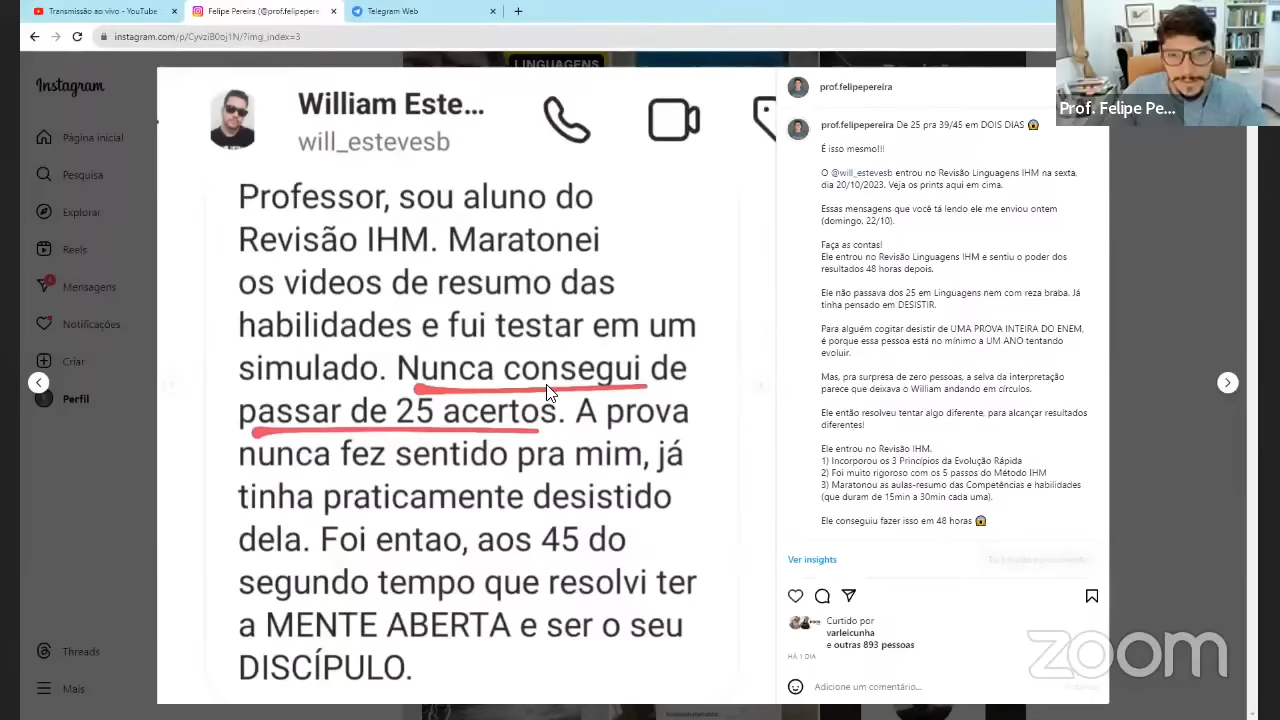 Transmissão ao vivo - YouTube
Felipe Pereira (@prof.felipepere
Telegram Web
instagram.com/p/CyvziB0oj1N/?img_index=3
LINGUAGENS
Prof. Felipe Pe...
Instagram
Página inicial
Pesquisa
Explorar
Reels
4
Mensagens
Notificações
Criar
Perfil
Threads
Mais
William Este...
will_estevesb
Professor, sou aluno do
Revisão IHM. Maratonei
os videos de resumo das
habilidades e fui testar em um
simulado. Nunca consegui de
passar de 25 acertos. A prova
nunca fez sentido pra mim, já
tinha praticamente desistido
dela. Foi entao, aos 45 do
segundo tempo que resolvi ter
a MENTE ABERTA e ser o seu
DISCÍPULO.
prof.felipepereira
prof.felipepereira De 25 pra 39/45 em DOIS DIAS 😱
É isso mesmo!!!
O @will_estevesb entrou no Revisão Linguagens IHM na sexta,
dia 20/10/2023. Veja os prints aqui em cima.
Essas mensagens que você tá lendo ele me enviou ontem
(domingo, 22/10).
Faça as contas!
Ele entrou no Revisão Linguagens IHM e sentiu o poder dos
resultados 48 horas depois.
Ele não passava dos 25 em Linguagens nem com reza braba. Já
tinha pensado em DESISTIR.
Para alguém cogitar desistir de UMA PROVA INTEIRA DO ENEM,
é porque essa pessoa está no mínimo a UM ANO tentando
evoluir.
Mas, pra surpresa de zero pessoas, a selva da interpretação
parece que deixava o William andando em círculos.
Ele então resolveu tentar algo diferente, para alcançar resultados
diferentes!
Ele entrou no Revisão IHM.
1) Incorporou os 3 Princípios da Evolução Rápida
2) Foi muito rigoroso com os 5 passos do Método IHM
3) Maratonou as aulas-resumo das Competências e habilidades
(que duram de 15min a 30min cada uma).
Ele conseguiu fazer isso em 48 horas 😱
Ver insights
Curtido por
varleicunha
e outras 893 pessoas
HÁ 1 DIA
Adicione um comentário...
zoom